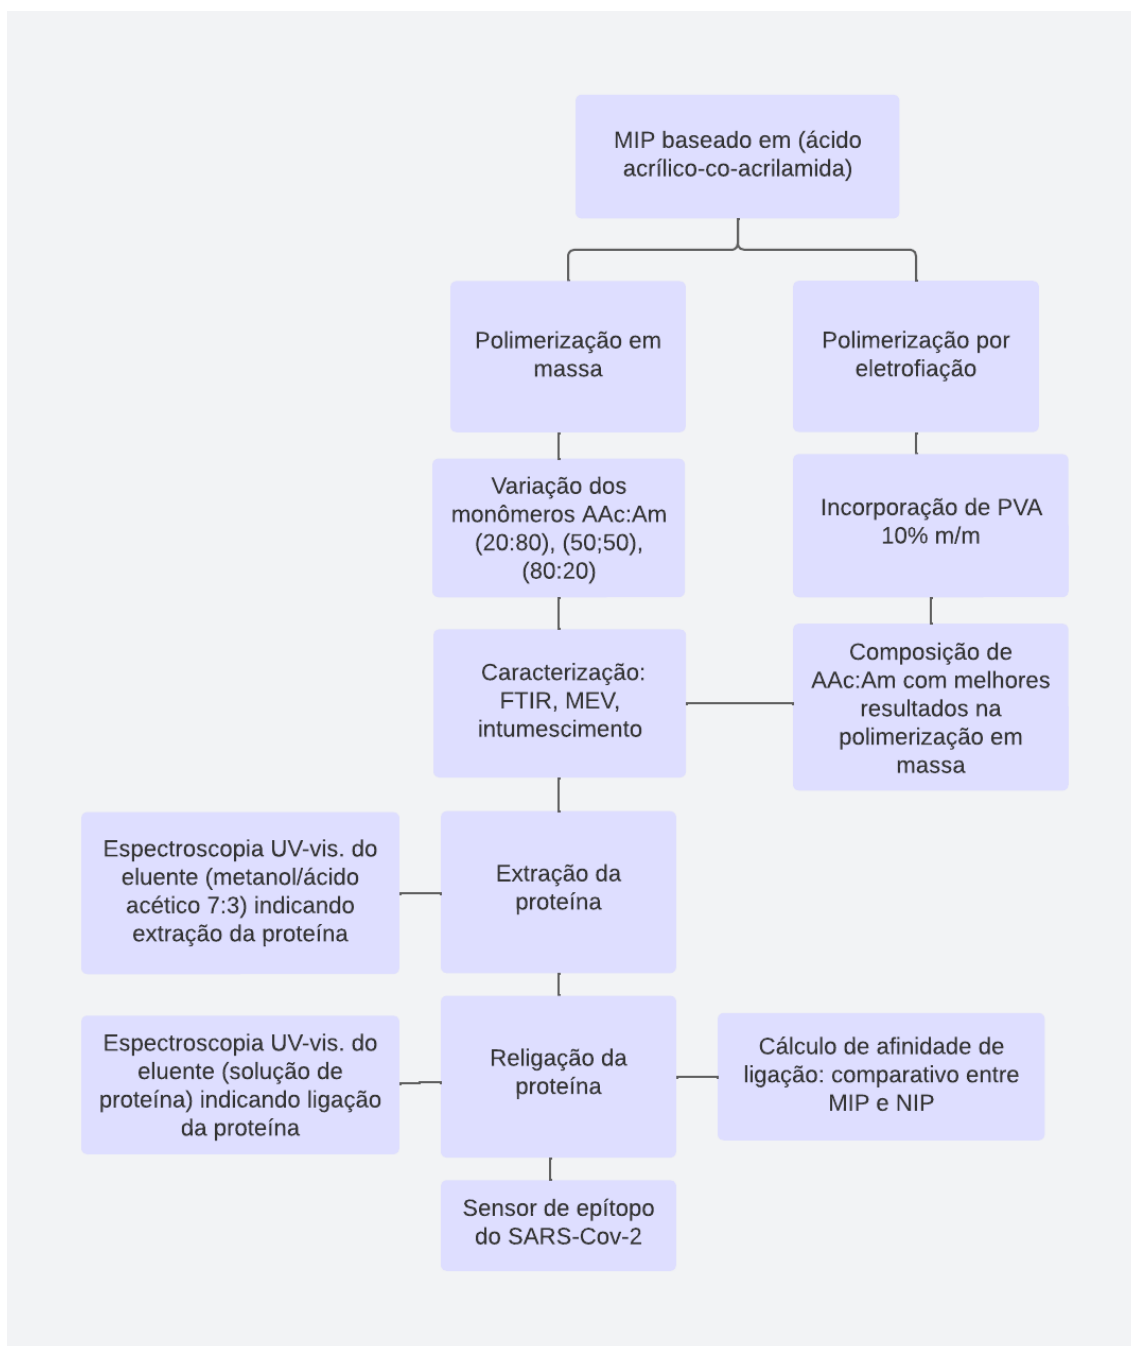 MIP baseado em (ácido
acrílico-co-acrilamida)
Polimerização em
massa
Polimerização por
eletrofiação
Variação dos
monômeros AAc:Am
(20:80), (50;50),
(80:20)
Incorporação de PVA
10% m/m
Caracterização:
FTIR, MEV,
intumescimento
Composição de
AAc:Am com melhores
resultados na
polimerização em
massa
Espectroscopia UV-vis. do
eluente (metanol/ácido
acético 7:3) indicando
extração da proteína
Extração da
proteína
Espectroscopia UV-vis. do
eluente (solução de
proteína) indicando ligação
da proteína
Religação da
proteína
Cálculo de afinidade de
ligação: comparativo entre
MIP e NIP
Sensor de epítopo
do SARS-Cov-2